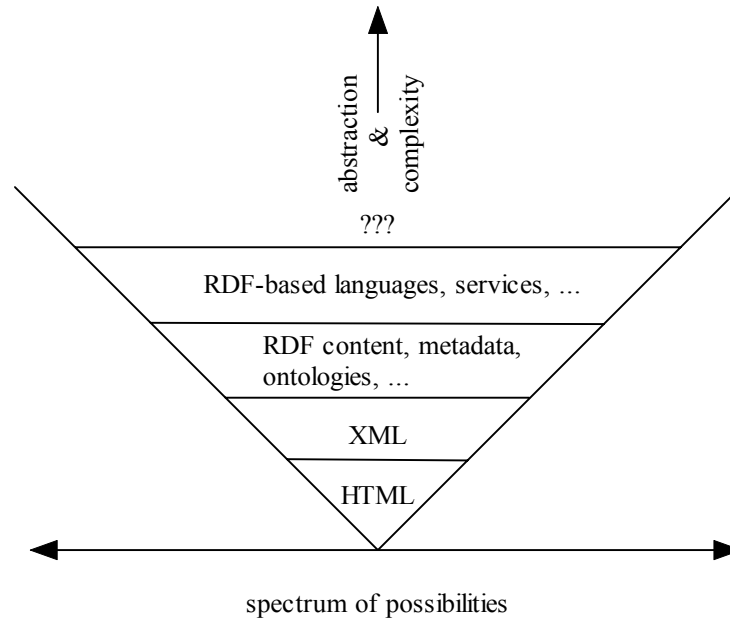 abstraction
&
complexity
???
RDF-based languages, services, ...
RDF content, metadata,
ontologies, ...
XML
HTML
spectrum of possibilities